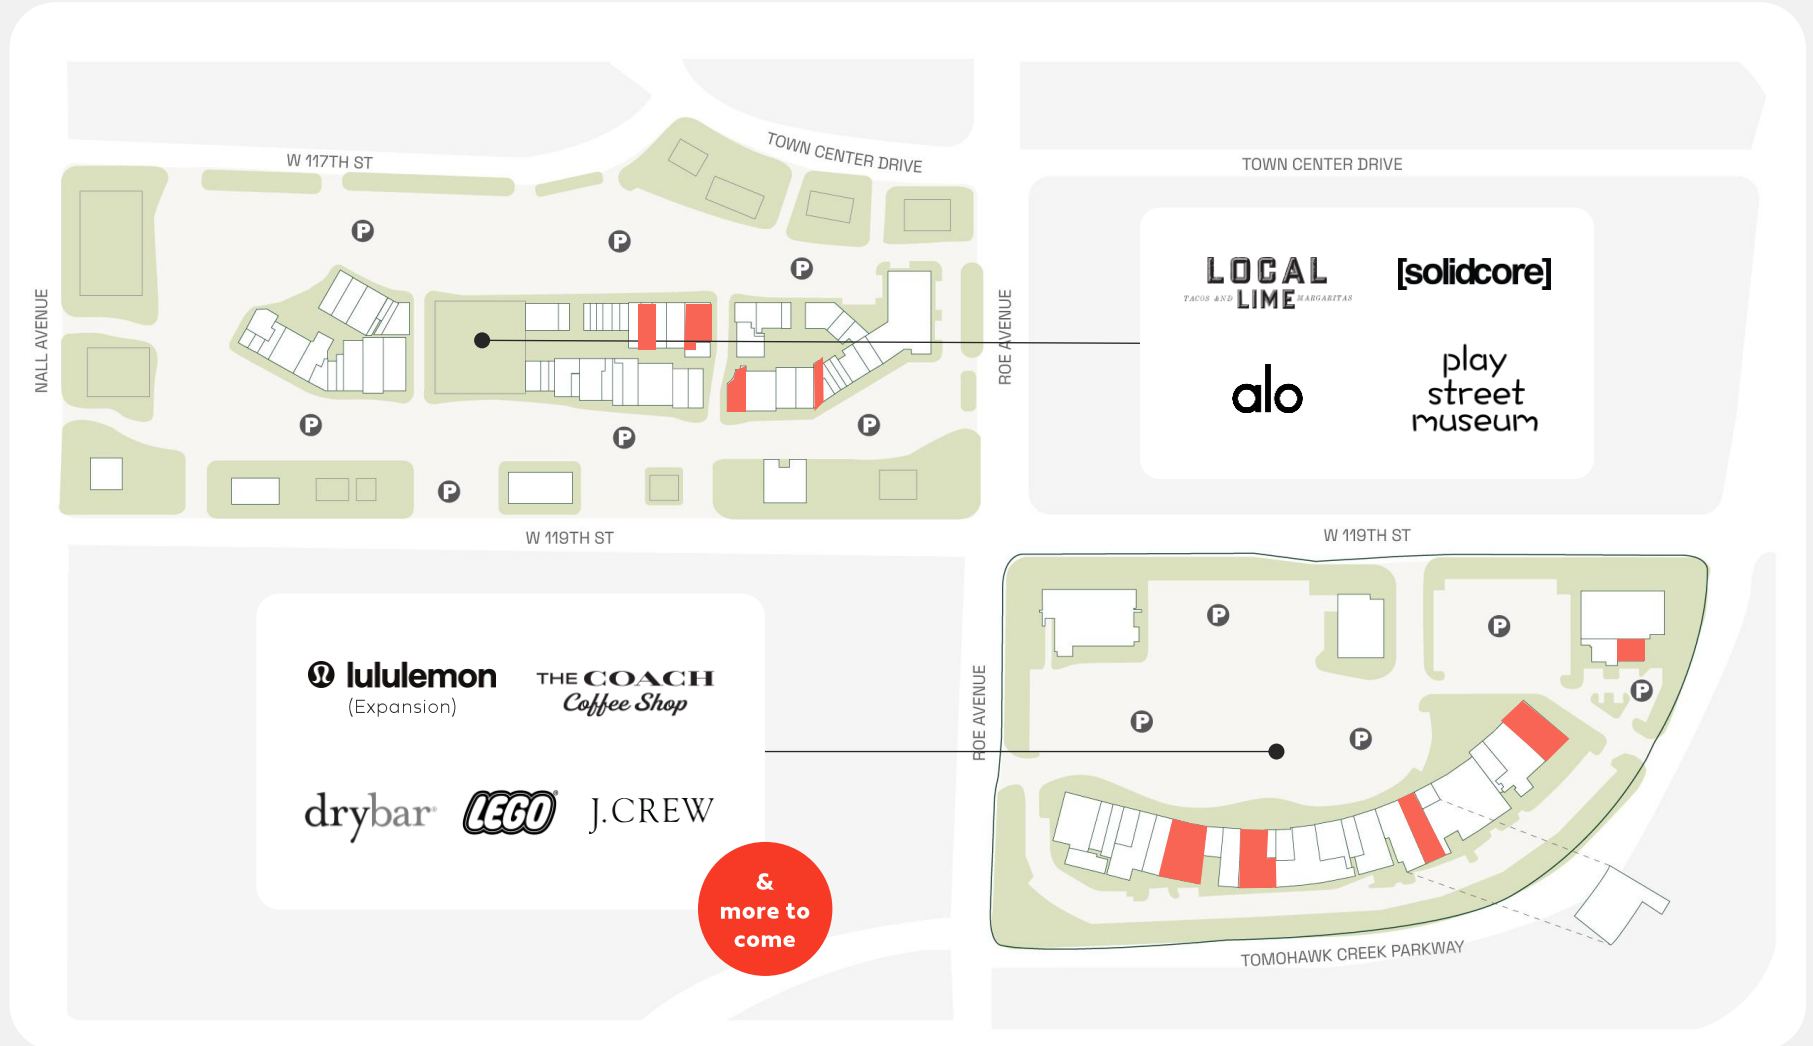 W 117TH ST
TOWN CENTER DRIVE
TOWN CENTER DRIVE
P
P
P
NALL AVENUE
ROE AVENUE
LOCAL
TACOS AND LIME MARGARITAS
[solidcore]
alo
play
street
museum
P
P
P
P
W 119TH ST
W 119TH ST
P
P
P
P
P
ROE AVENUE
lululemon
(Expansion)
THE COACH
Coffee Shop
drybar
LEGO®
J.CREW
&
more to
come
TOMOHAWK CREEK PARKWAY